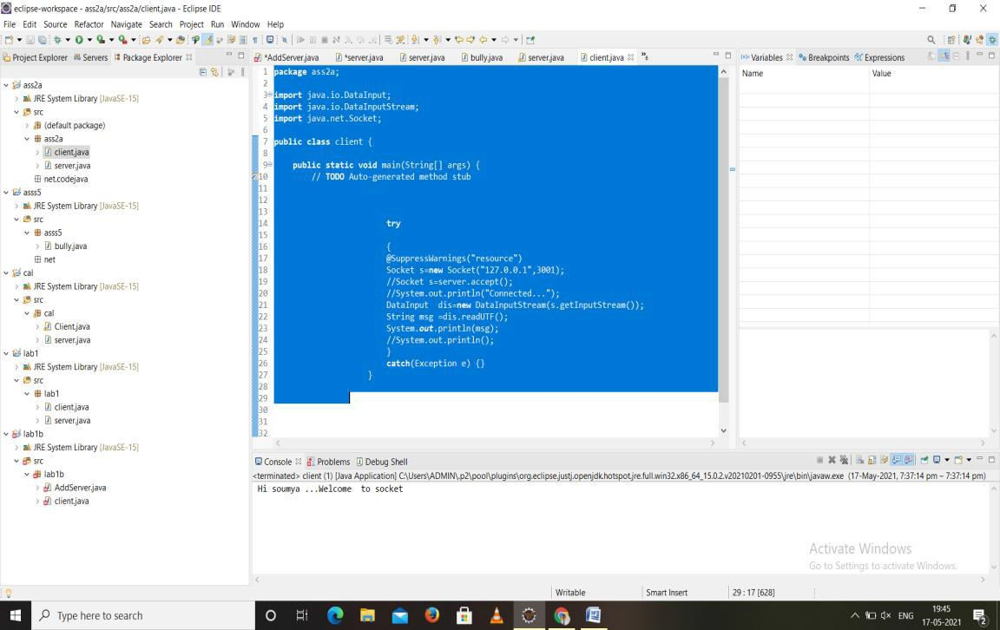 eclipse-workspace - ass2a/src/ass2a/client.java - Eclipse IDE
File Edit Source Refactor Navigate Search Project Run Window Help
Project Explorer Servers Package Explorer
*AddServer.java *server.java server.java bully.java server.java client.java
Variables Breakpoints Expressions
Name Value
ass2a
JRE System Library [JavaSE-15]
src
(default package)
ass2a
client.java
server.java
net.codejava
asss5
JRE System Library [JavaSE-15]
src
asss5
bully.java
net
cal
JRE System Library [JavaSE-15]
src
cal
Client.java
server.java
lab1
JRE System Library [JavaSE-15]
src
lab1
client.java
server.java
lab1b
JRE System Library [JavaSE-15]
src
lab1b
AddServer.java
client.java
1 package ass2a;
2
3 import java.io.DataInput;
4 import java.io.DataInputStream;
5 import java.net.Socket;
6
7 public class client {
8
9 public static void main(String[] args) {
10 // TODO Auto-generated method stub
11
12
13
14 try
15
16 {
17 @SuppressWarnings("resource")
18 Socket s=new Socket("127.0.0.1",3001);
19 //Socket s=server.accept();
20 //System.out.println("Connected...");
21 DataInput dis=new DataInputStream(s.getInputStream());
22 String msg =dis.readUTF();
23 System.out.println(msg);
24 //System.out.println();
25 }
26 catch(Exception e) {}
27 }
28
29
30
31
32
Console Problems Debug Shell
<terminated> client (1) [Java Application] C:\Users\ADMIN\.p2\pool\plugins\org.eclipse.justj.openjdk.hotspot.jre.full.win32.x86_64_15.0.2.v20210201-0955\jre\bin\javaw.exe (17-May-2021, 7:37:14 pm – 7:37:14 pm)
Hi soumya ...Welcome to socket
Activate Windows
Go to Settings to activate Windows.
Writable Smart Insert 29 : 17 [628]
Type here to search
ENG
19:45
17-05-2021
2